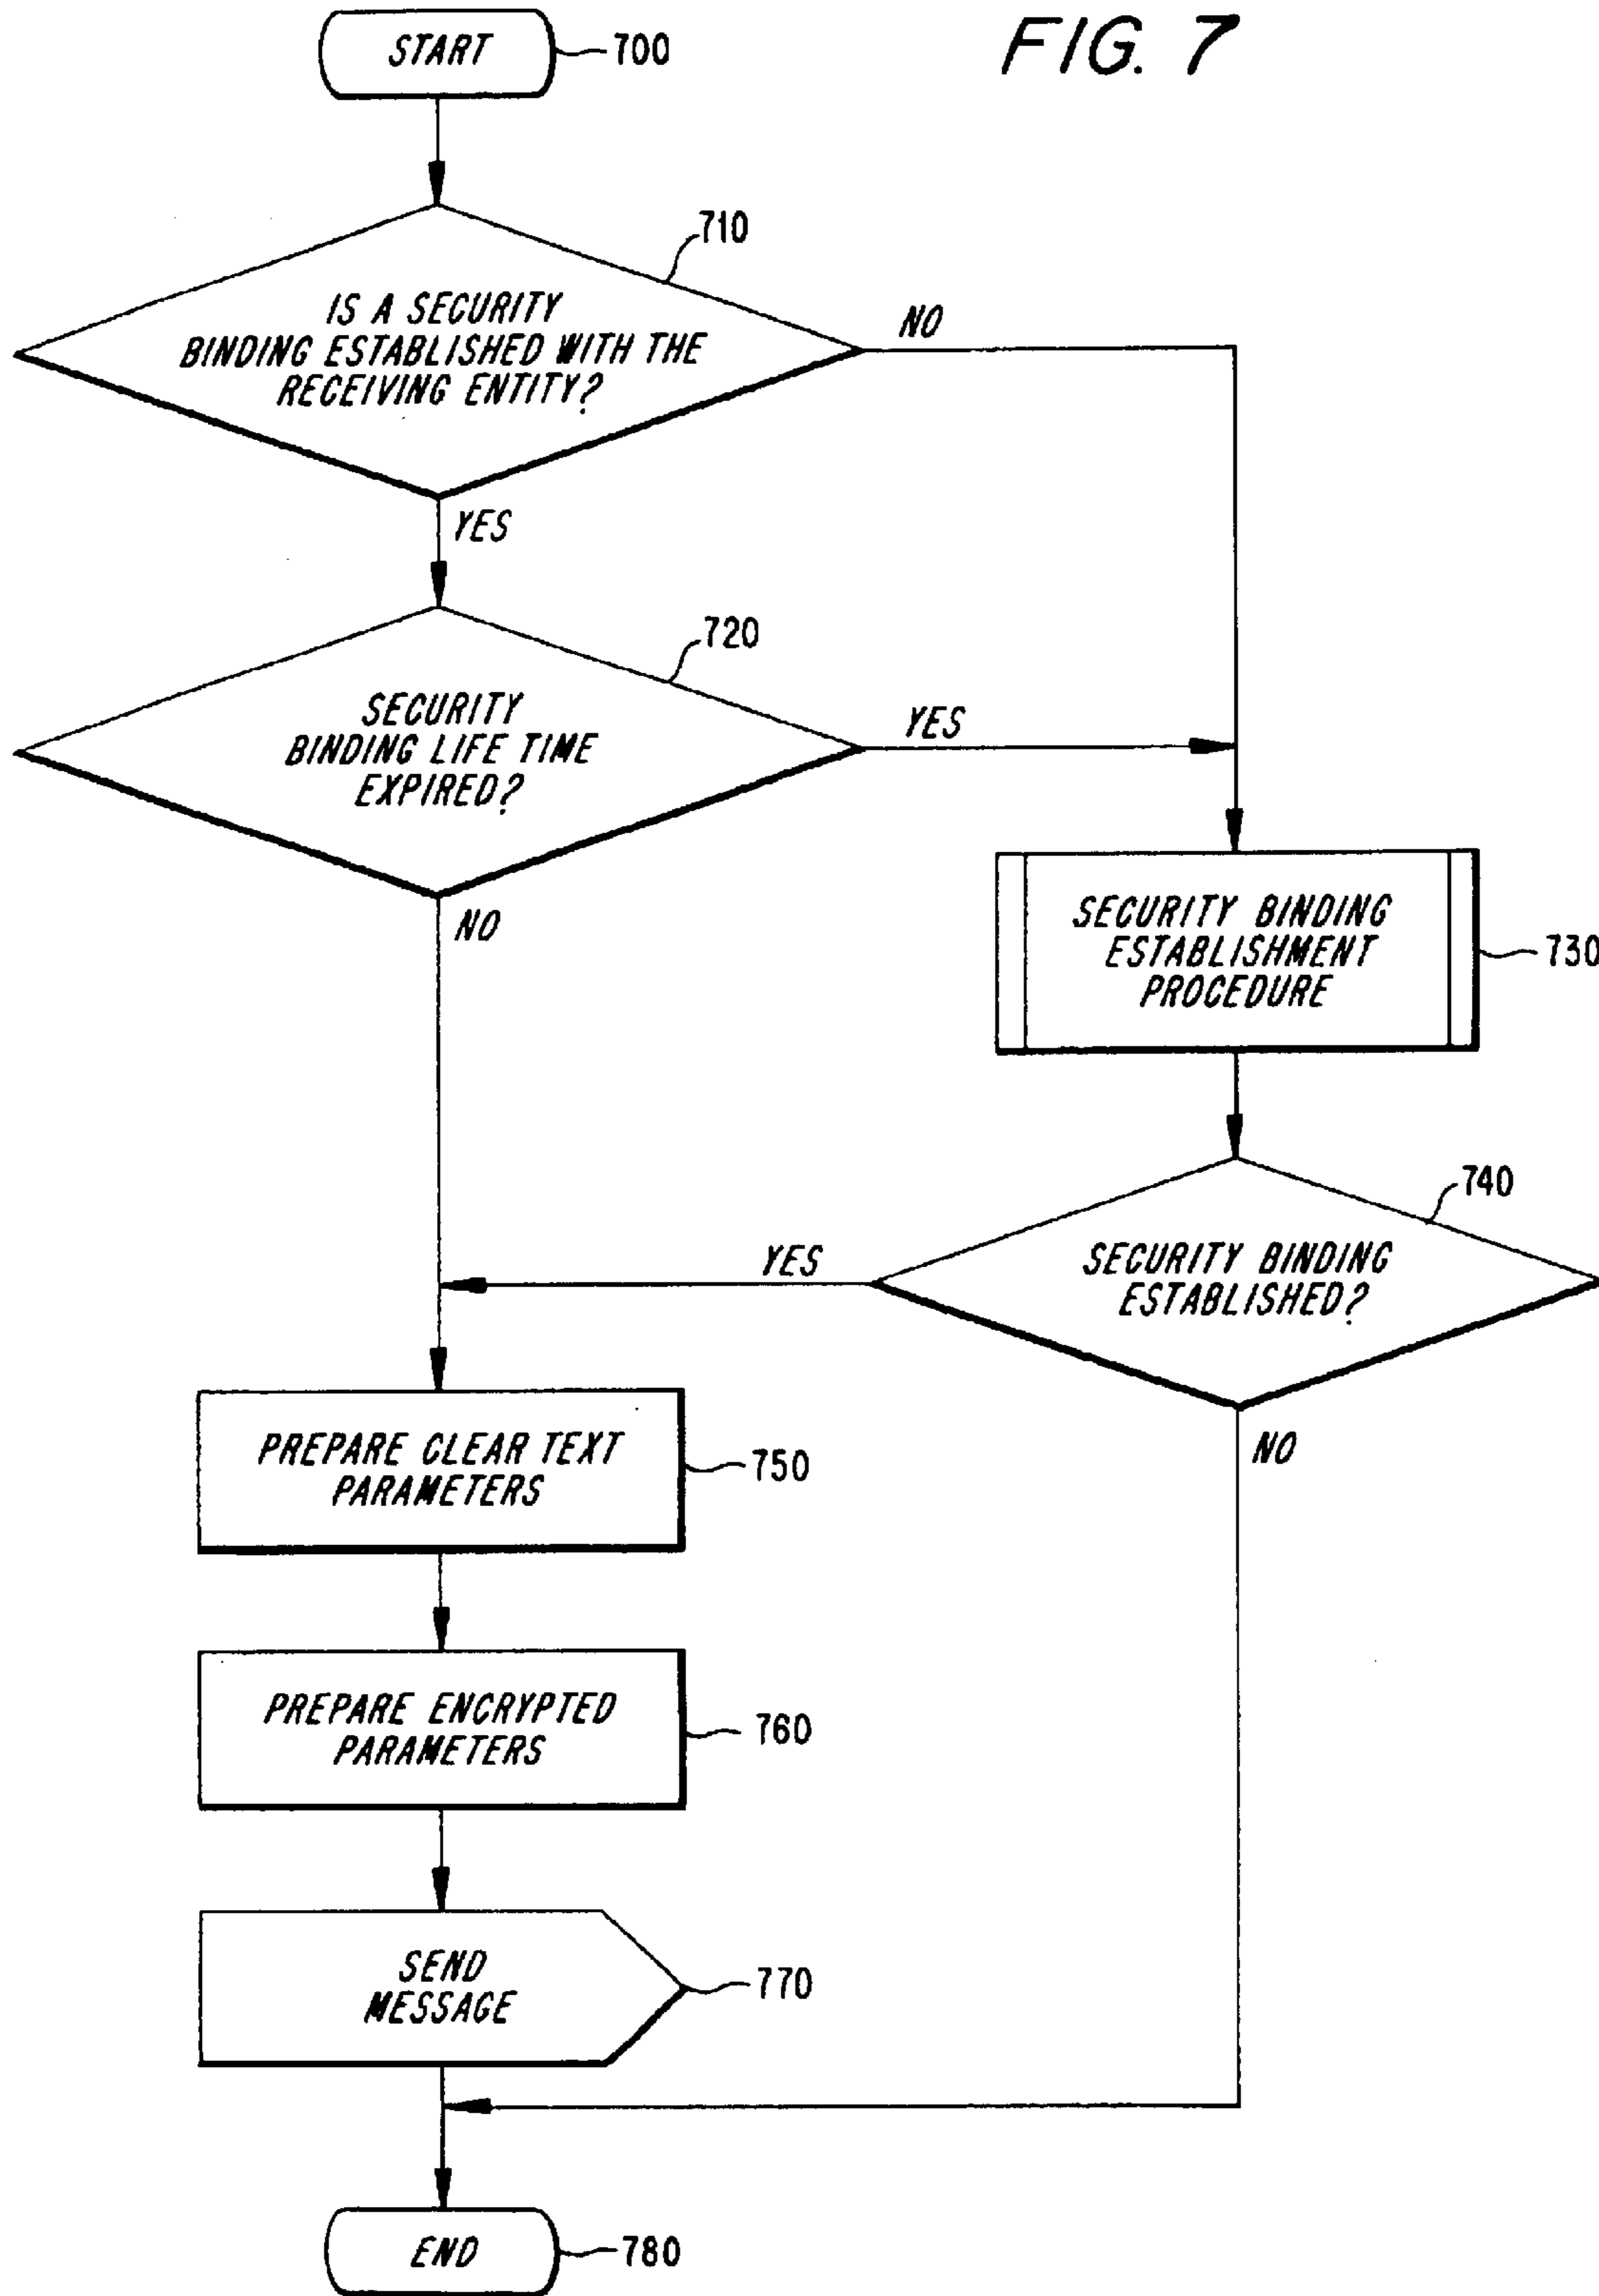 FIG. 7
START
700
710
IS A SECURITY
BINDING ESTABLISHED WITH THE
RECEIVING ENTITY?
NO
YES
720
SECURITY
BINDING LIFE TIME
EXPIRED?
YES
NO
SECURITY BINDING
ESTABLISHMENT
PROCEDURE
730
740
SECURITY BINDING
ESTABLISHED?
YES
NO
PREPARE CLEAR TEXT
PARAMETERS
750
PREPARE ENCRYPTED
PARAMETERS
760
SEND
MESSAGE
770
END
780